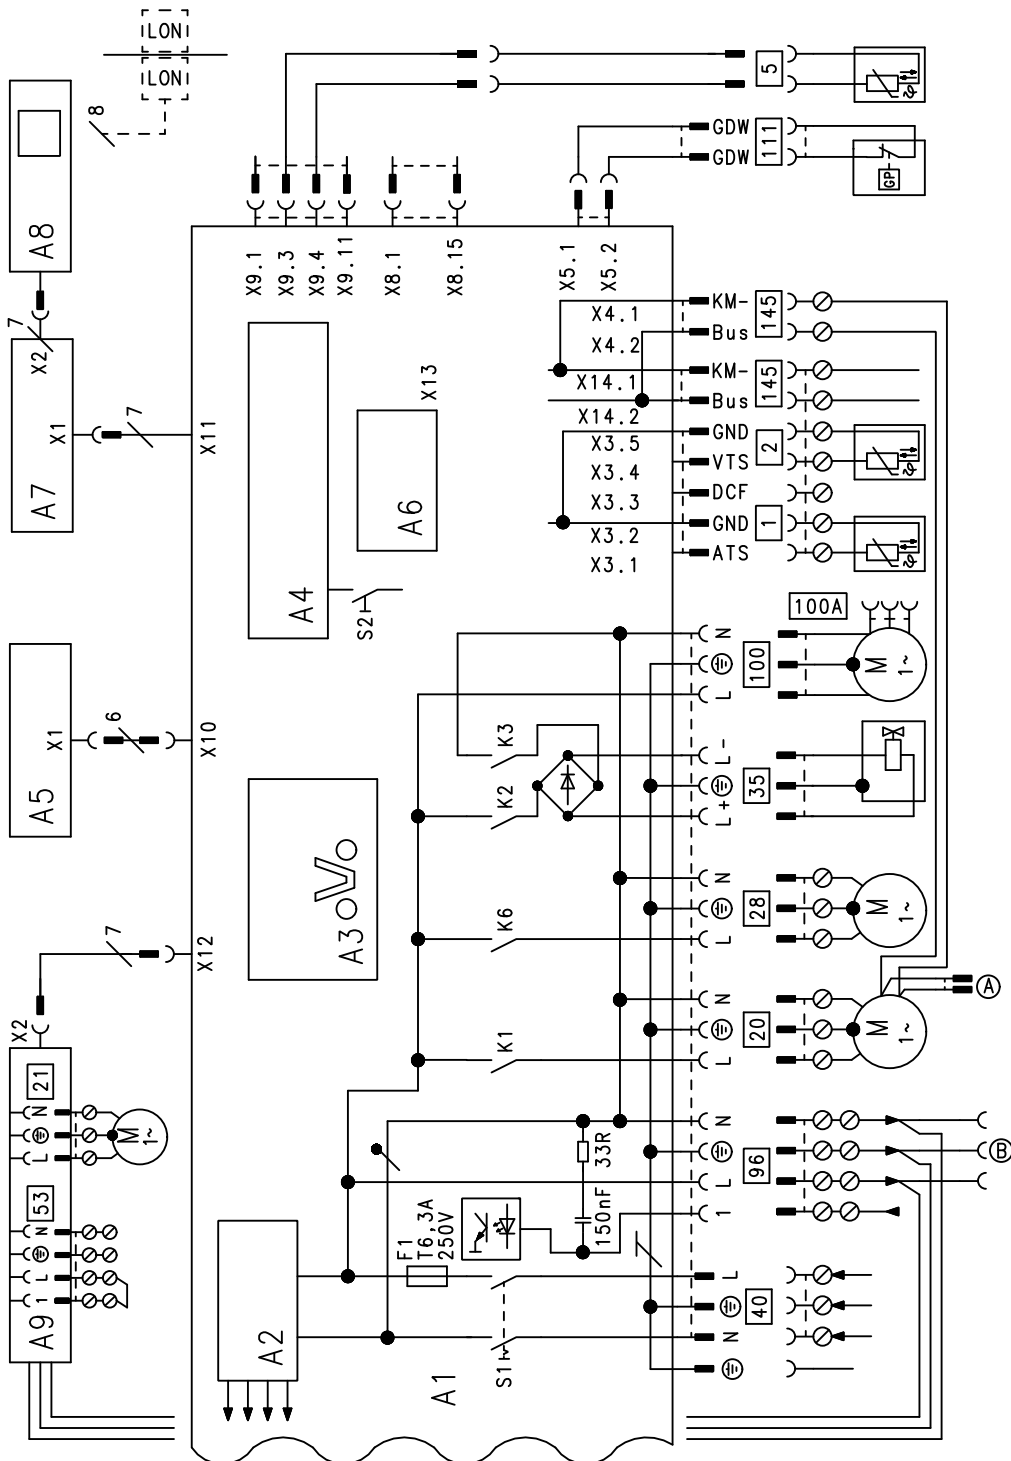 LON
LON
8
A8
7
X2
X1
A7
7
X11
X9.1
X9.3
X9.4
X9.11
X8.1
X8.15
X13
A6
A4
S2
5
GDW
GDW
111
GP
X5.1
X5.2
X4.1
X4.2
X14.1
X14.2
X3.5
X3.4
X3.3
X3.2
X3.1
KM-
Bus
145
KM-
Bus
145
GND
VTS
2
DCF
GND
ATS
1
100A
N
L
100
M
1~
X1
A5
6
X10
K3
K2
L-
L+
35
A3
K6
N
L
28
M
1~
7
X12
X2
K1
N
L
20
M
1~
A
21
N
L
M
1~
53
N
L
1
A9
33R
150nF
N
L
1
96
B
F1
T6,3A
250V
A2
S1
A1
L
N
40